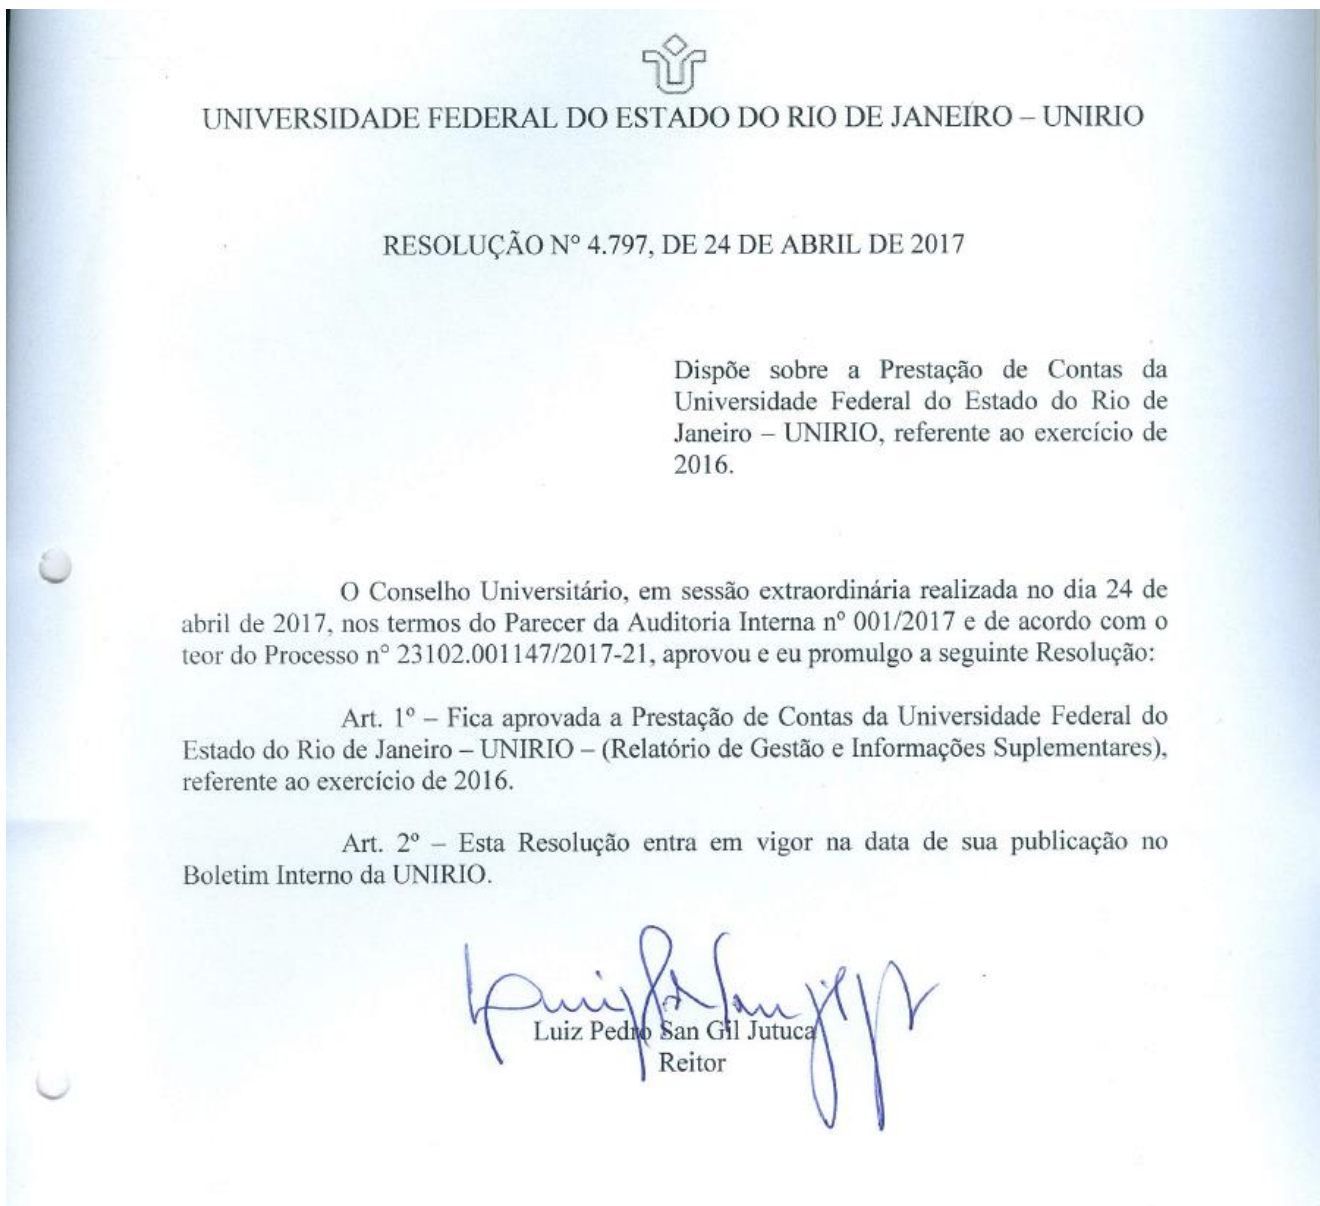 UNIVERSIDADE FEDERAL DO ESTADO DO RIO DE JANEIRO – UNIRIO
RESOLUÇÃO Nº 4.797, DE 24 DE ABRIL DE 2017
Dispõe sobre a Prestação de Contas da
Universidade Federal do Estado do Rio de
Janeiro – UNIRIO, referente ao exercício de
2016.
O Conselho Universitário, em sessão extraordinária realizada no dia 24 de
abril de 2017, nos termos do Parecer da Auditoria Interna nº 001/2017 e de acordo com o
teor do Processo nº 23102.001147/2017-21, aprovou e eu promulgo a seguinte Resolução:
Art. 1º – Fica aprovada a Prestação de Contas da Universidade Federal do
Estado do Rio de Janeiro – UNIRIO – (Relatório de Gestão e Informações Suplementares),
referente ao exercício de 2016.
Art. 2º – Esta Resolução entra em vigor na data de sua publicação no
Boletim Interno da UNIRIO.
Luiz Pedro San Gil Jutuca
Reitor